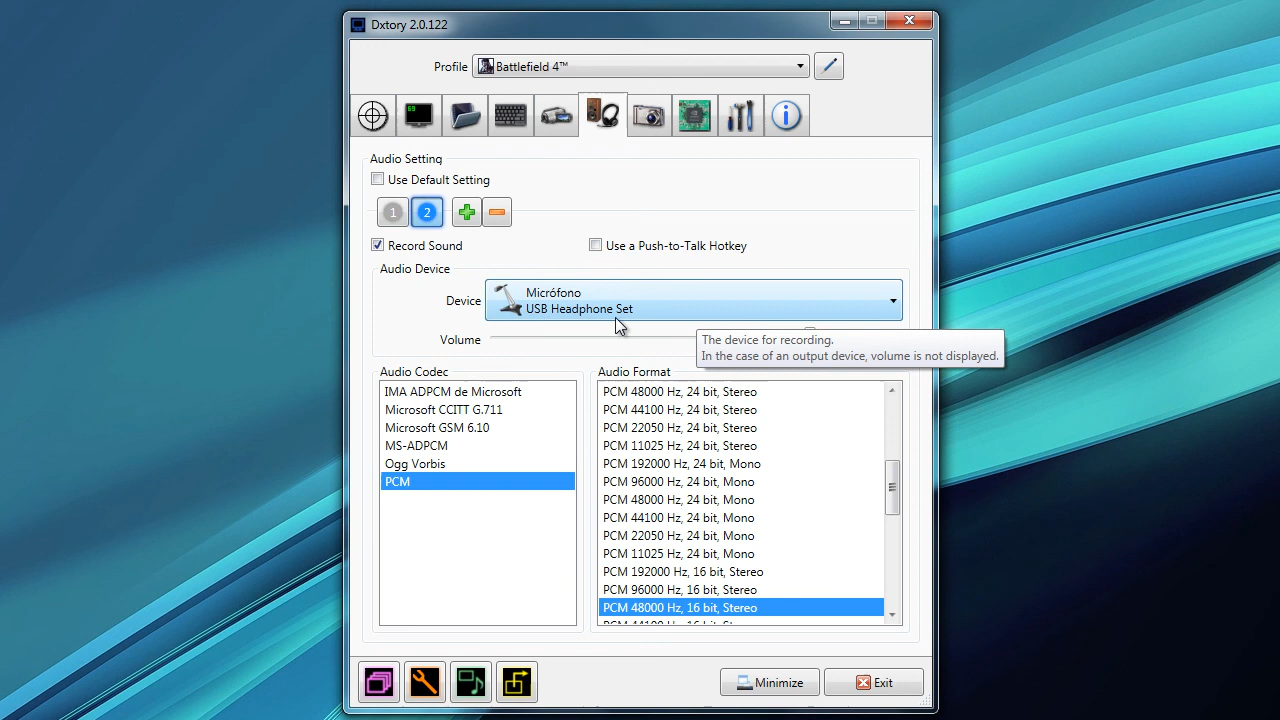 Dxtory 2.0.122
Profile
Battlefield 4™
69
Audio Setting
Use Default Setting
1
2
Record Sound
Use a Push-to-Talk Hotkey
Audio Device
Device
Micrófono
USB Headphone Set
Volume
The device for recording.
In the case of an output device, volume is not displayed.
Audio Codec
IMA ADPCM de Microsoft
Microsoft CCITT G.711
Microsoft GSM 6.10
MS-ADPCM
Ogg Vorbis
PCM
Audio Format
PCM 48000 Hz, 24 bit, Stereo
PCM 44100 Hz, 24 bit, Stereo
PCM 22050 Hz, 24 bit, Stereo
PCM 11025 Hz, 24 bit, Stereo
PCM 192000 Hz, 24 bit, Mono
PCM 96000 Hz, 24 bit, Mono
PCM 48000 Hz, 24 bit, Mono
PCM 44100 Hz, 24 bit, Mono
PCM 22050 Hz, 24 bit, Mono
PCM 11025 Hz, 24 bit, Mono
PCM 192000 Hz, 16 bit, Stereo
PCM 96000 Hz, 16 bit, Stereo
PCM 48000 Hz, 16 bit, Stereo
Minimize
Exit